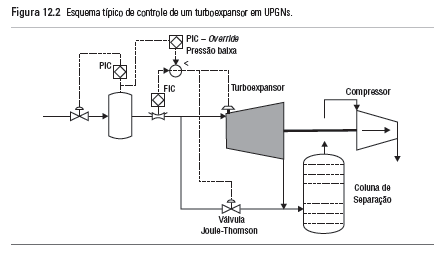 Figura 12.2 Esquema típico de controle de um turboexpansor em UPGNs.
PIC – Override
Pressão baixa
PIC
<
FIC
Turboexpansor
Compressor
Coluna de
Separação
Válvula
Joule-Thomson